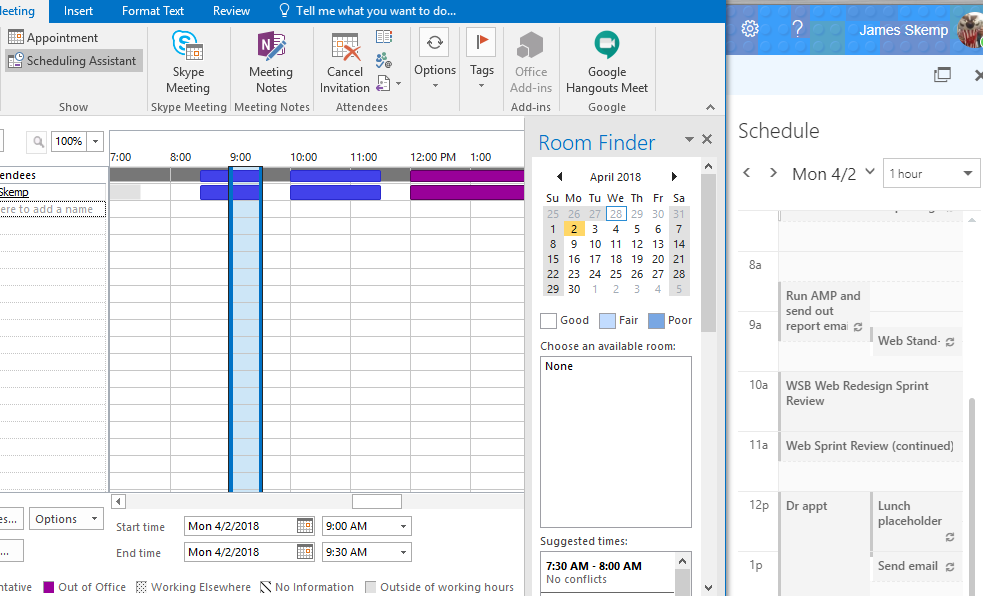 Meeting Insert Format Text Review Tell me what you want to do...
Appointment
Scheduling Assistant
Show
Skype
Meeting
Skype Meeting
Meeting
Notes
Meeting Notes
Cancel
Invitation
Attendees
Options
Tags
Office
Add-ins
Add-ins
Google
Hangouts Meet
Google
100%
7:00 8:00 9:00 10:00 11:00 12:00 PM 1:00
endees
Skemp
ere to add a name
es... Options
...
Start time Mon 4/2/2018 9:00 AM
End time Mon 4/2/2018 9:30 AM
ntative Out of Office Working Elsewhere No Information Outside of working hours
Room Finder
April 2018
Su Mo Tu We Th Fr Sa
25 26 27 28 29 30 31
1 2 3 4 5 6 7
8 9 10 11 12 13 14
15 16 17 18 19 20 21
22 23 24 25 26 27 28
29 30 1 2 3 4 5
Good Fair Poor
Choose an available room:
None
Suggested times:
7:30 AM - 8:00 AM
No conflicts
? James Skemp
Schedule
Mon 4/2 1 hour
8a
Run AMP and
send out
report emai
9a
Web Stand-
10a
WSB Web Redesign Sprint
Review
11a
Web Sprint Review (continued)
12p
Dr appt
Lunch
placeholder
1p
Send email